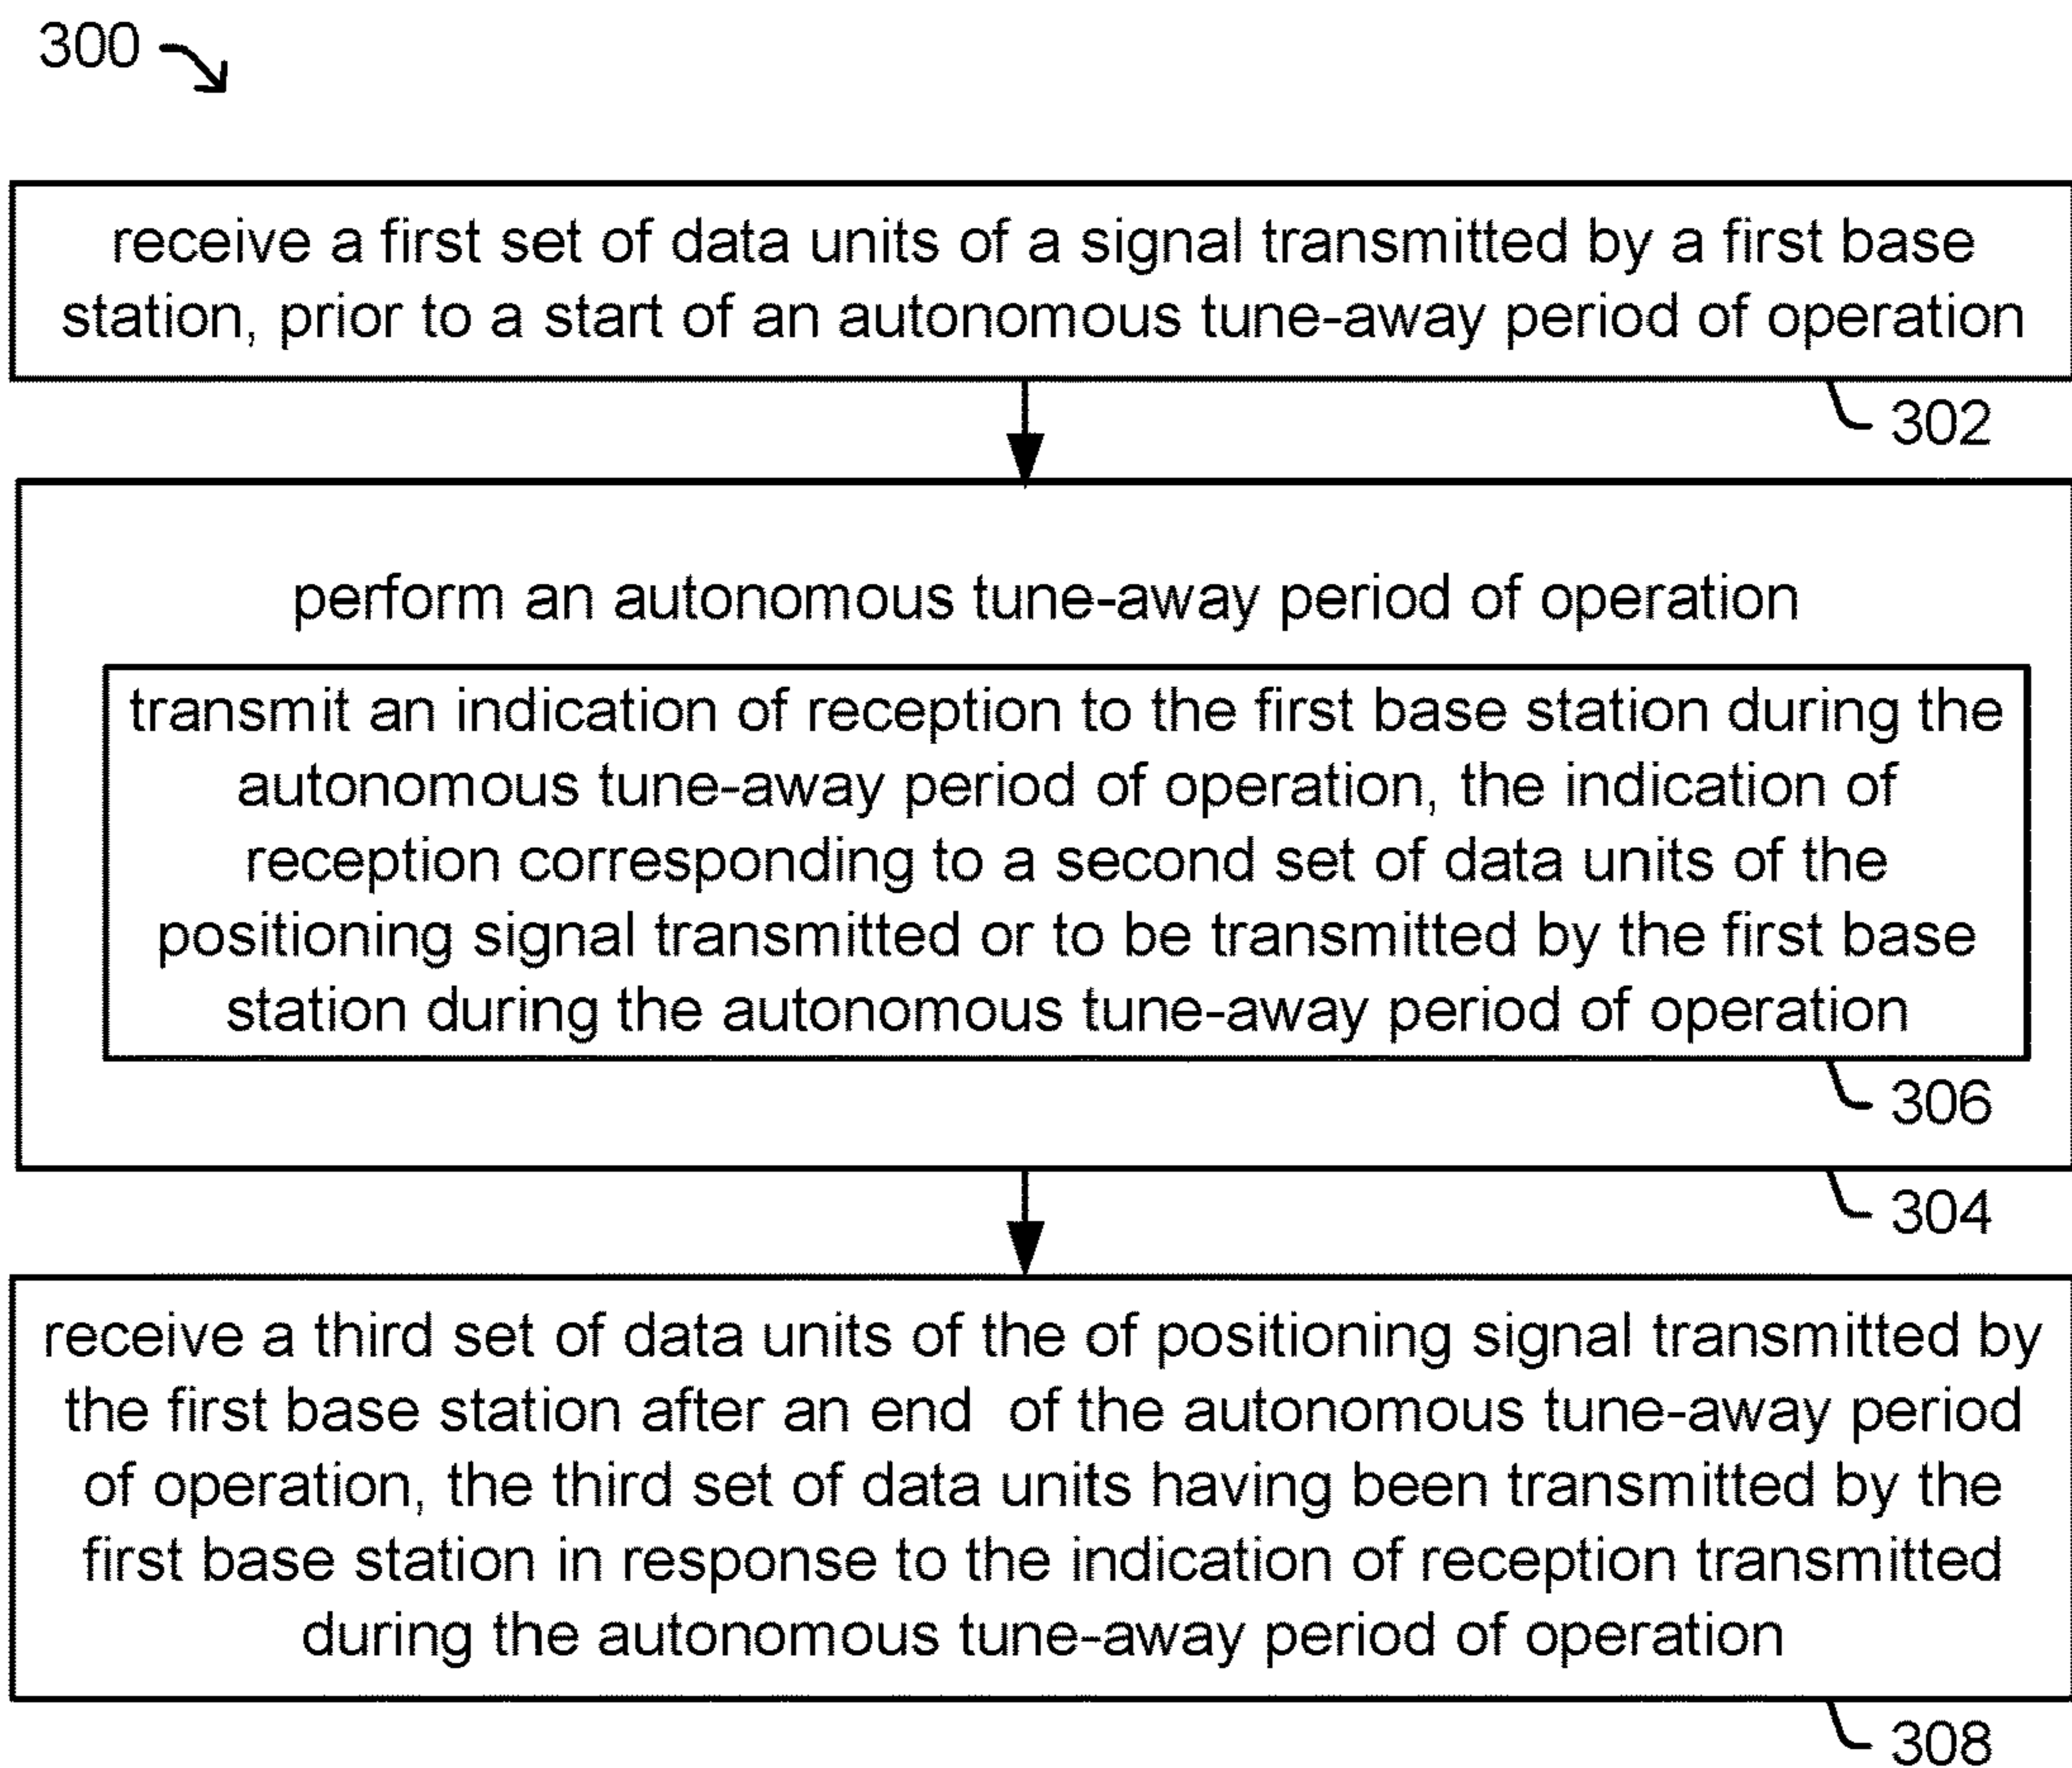 300
receive a first set of data units of a signal transmitted by a first base
station, prior to a start of an autonomous tune-away period of operation
302
perform an autonomous tune-away period of operation
transmit an indication of reception to the first base station during the
autonomous tune-away period of operation, the indication of
reception corresponding to a second set of data units of the
positioning signal transmitted or to be transmitted by the first base
station during the autonomous tune-away period of operation
306
304
receive a third set of data units of the of positioning signal transmitted by
the first base station after an end of the autonomous tune-away period
of operation, the third set of data units having been transmitted by the
first base station in response to the indication of reception transmitted
during the autonomous tune-away period of operation
308